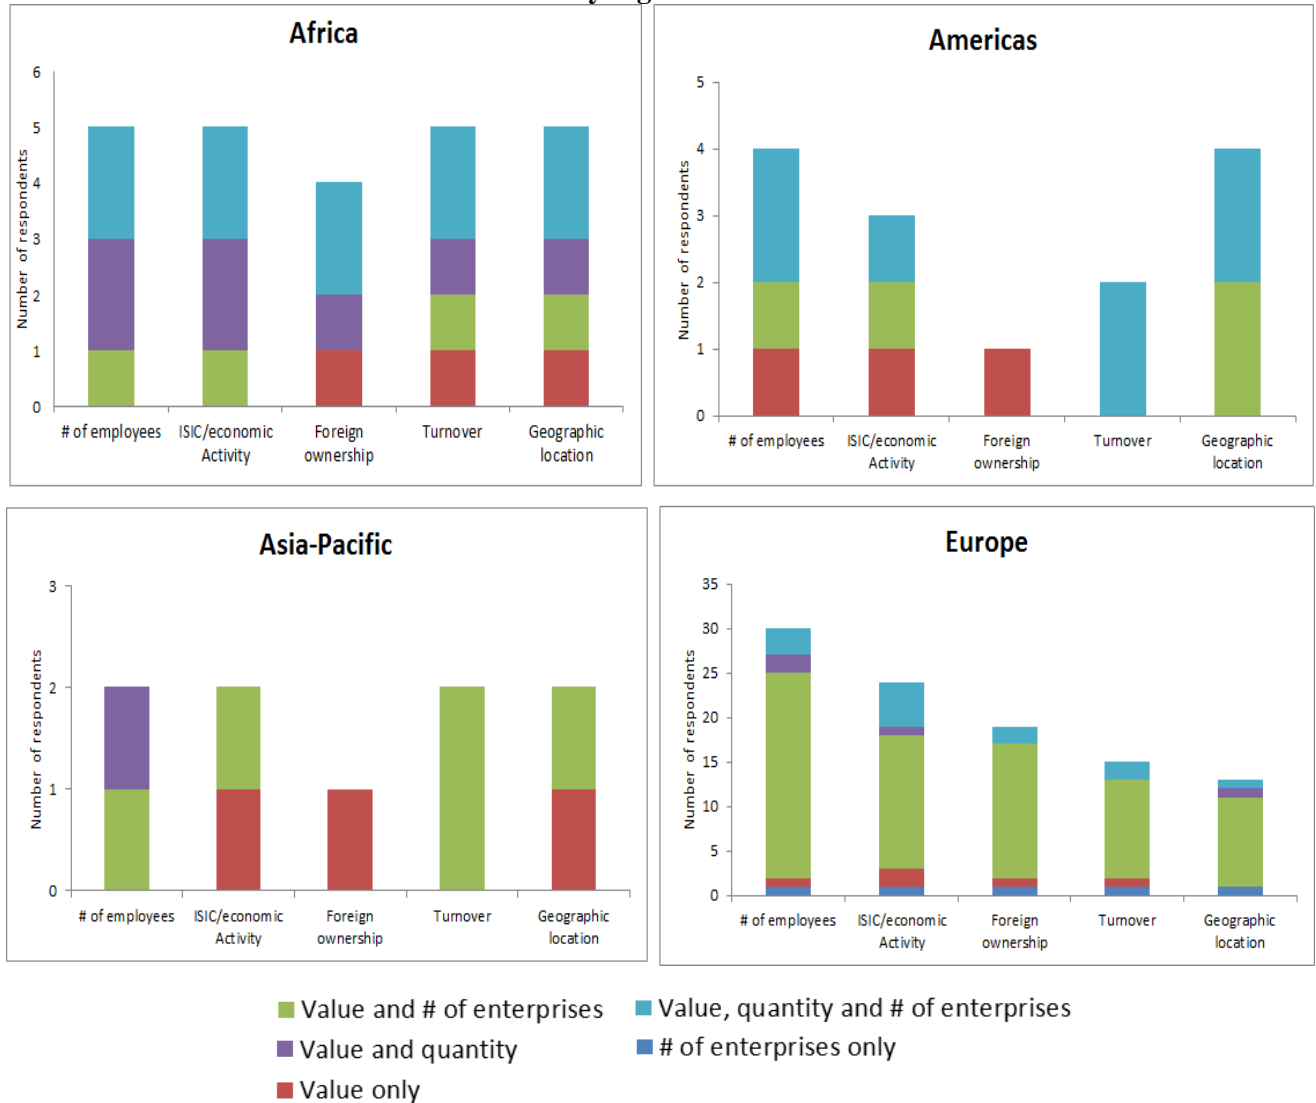 Africa
Number of respondents
6
5
4
3
2
1
0
# of employees
ISIC/economic
Activity
Foreign
ownership
Turnover
Geographic
location
Americas
Number of respondents
5
4
3
2
1
0
# of employees
ISIC/economic
Activity
Foreign
ownership
Turnover
Geographic
location
Asia-Pacific
Number of respondents
3
2
1
0
# of employees
ISIC/economic
Activity
Foreign
ownership
Turnover
Geographic
location
Europe
Number of respondents
35
30
25
20
15
10
5
0
# of employees
ISIC/economic
Activity
Foreign
ownership
Turnover
Geographic
location
Value and # of enterprises
Value, quantity and # of enterprises
Value and quantity
# of enterprises only
Value only